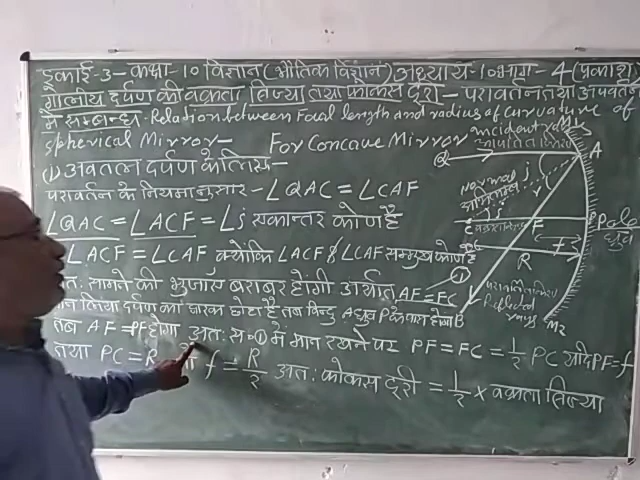 इकाई-3-कक्षा-10 विज्ञान (भौतिक विज्ञान) अध्याय-10 भाग-4 (प्रकाश)
गोलीय दर्पण की वक्रता त्रिज्या तथा फोकस दूरी - परावर्तन तथा अपवर्तन
में सम्बन्ध - Relation between Focal length and radius of curvature of
spherical Mirror- For Concave Mirror
(1) अवतल दर्पण के लिए -
परावर्तन के नियमानुसार - ∠QAC = ∠CAF
∠QAC = ∠ACF = ∠i एकान्तर कोण है
∠ACF = ∠CAF क्योंकि ∠ACF & ∠CAF सम्मुख कोण है
अत: सामने की भुजाएँ बराबर होंगी अर्थात AF = FC
मान लिया दर्पण का द्वारक छोटा है तब बिन्दु A ध्रुव P के पास होगा
तब AF = PF होगा अत: स० ① में मान रखने पर PF = FC = 1/2 PC यदि PF = f
तथा PC = R f = R/2 अत: फोकस दूरी = 1/2 × वक्रता त्रिज्या
M1
incident ray
आपतित किरण
Q
A
Normal
अभिलम्ब
i
r
C
F
P
Pole
ध्रुव
f
R
①
परावर्तित किरण
Reflected rays
B
M2